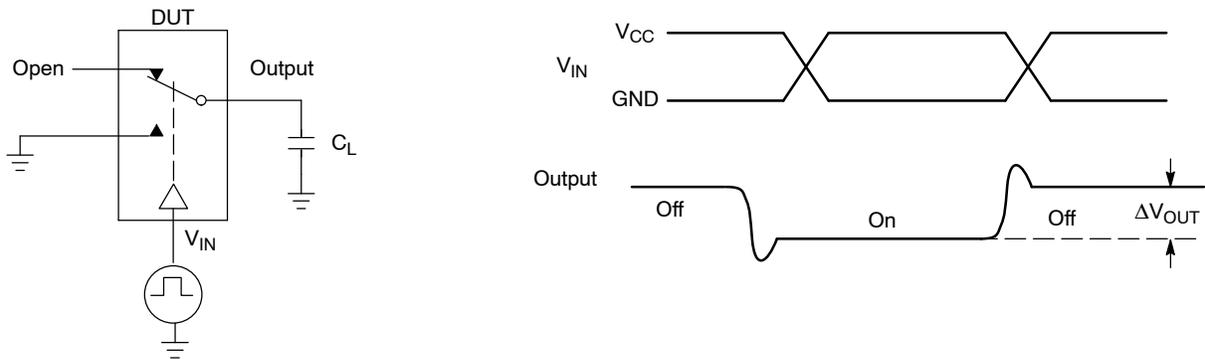 DUT
Open
Output
C_L
V_IN
V_CC
V_IN
GND
Output
Off
On
Off
ΔV_OUT